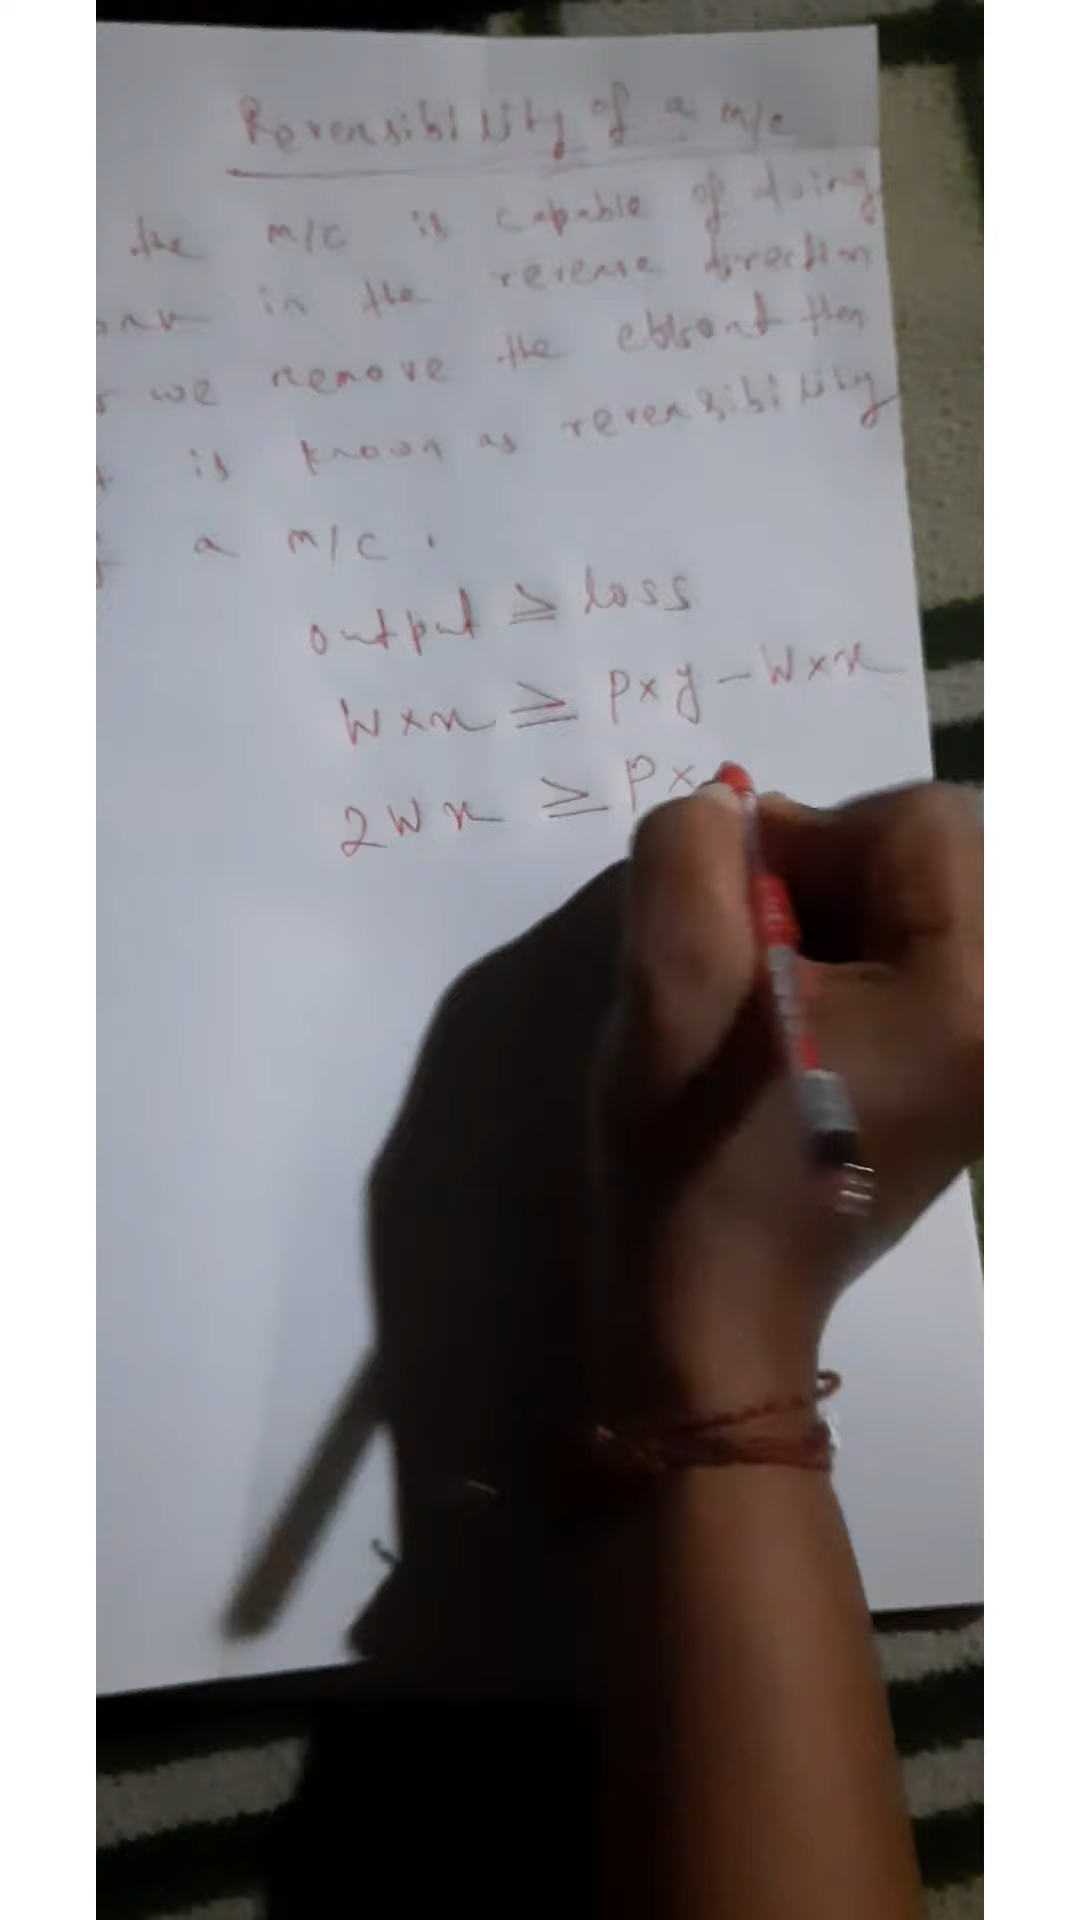 Reversibility of a m/c
the m/c is capable of doing
in the reverse direction
we remove the effort then
is known as reversibility
a m/c .
output ≥ loss
W×x ≥ P×y – W×x
2Wx ≥ P×